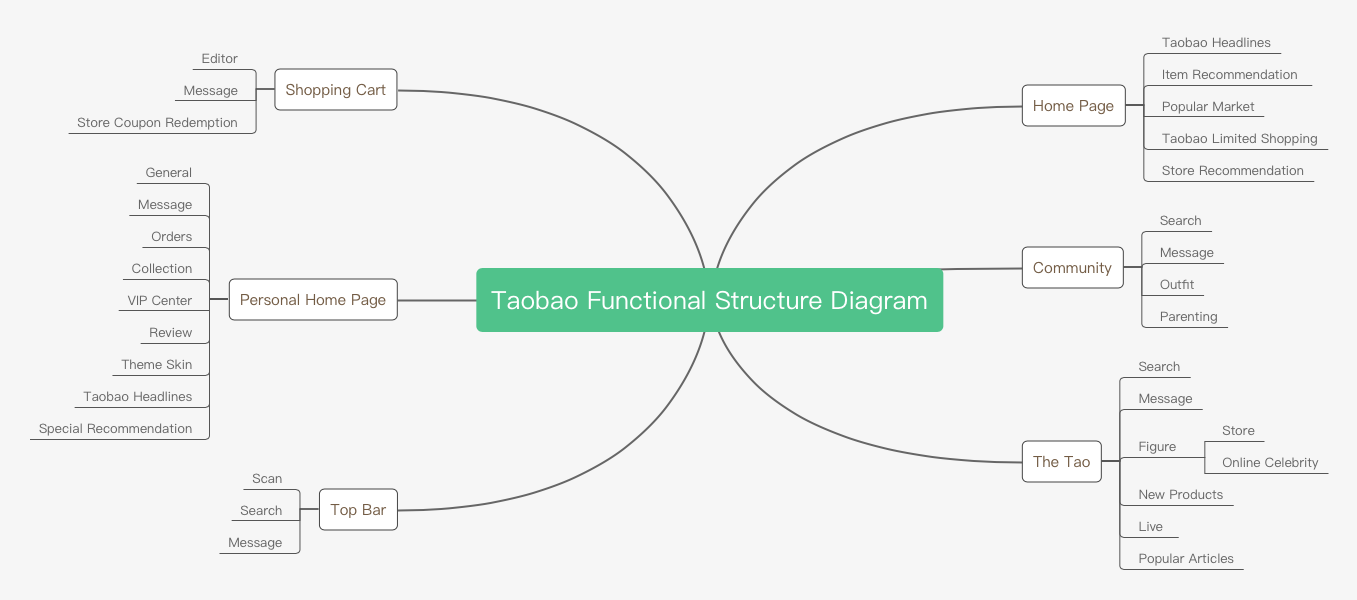 Taobao Functional Structure Diagram
Shopping Cart
Editor
Message
Store Coupon Redemption
Personal Home Page
General
Message
Orders
Collection
VIP Center
Review
Theme Skin
Taobao Headlines
Special Recommendation
Top Bar
Scan
Search
Message
Home Page
Taobao Headlines
Item Recommendation
Popular Market
Taobao Limited Shopping
Store Recommendation
Community
Search
Message
Outfit
Parenting
The Tao
Search
Message
Figure
Store
Online Celebrity
New Products
Live
Popular Articles